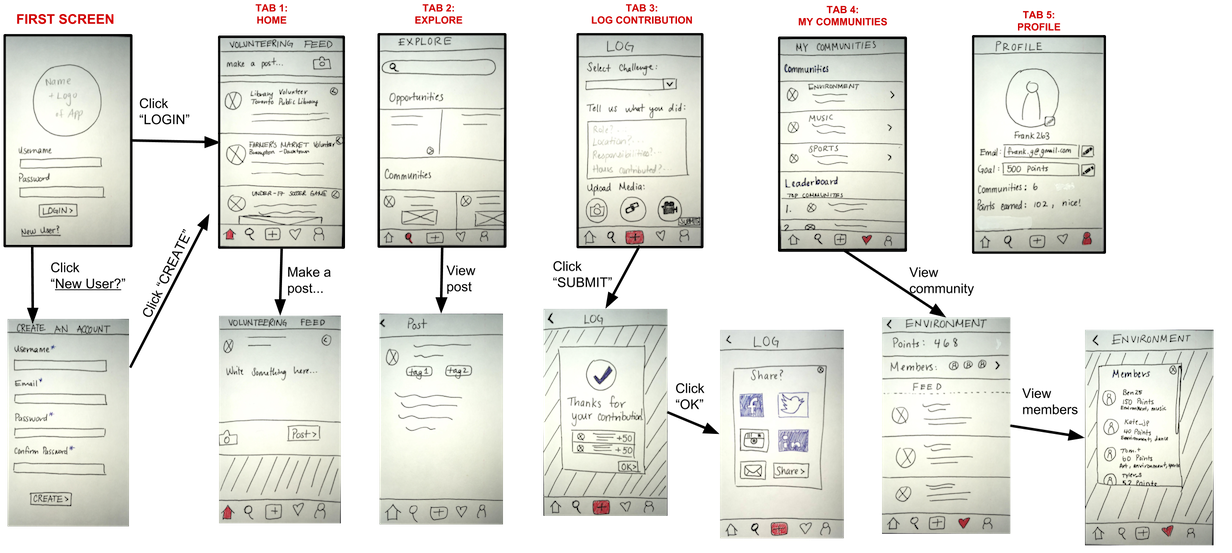 FIRST SCREEN
Name
+ Logo
of App
Username
Password
LOGIN >
New User?
Click
"LOGIN"
Click
"New User?"
CREATE AN ACCOUNT
Username*
Email*
Password*
Confirm Password*
CREATE >
Click "CREATE"
TAB 1:
HOME
VOLUNTEERING FEED
make a post...
Library Volunteer
Toronto Public Library
FARMER'S MARKET Volunteer
UNDER-17 SOCCER GAME
Make a
post...
VOLUNTEERING FEED
Write something here...
Post >
TAB 2:
EXPLORE
EXPLORE
Opportunities
Communities
View
post
< Post
tag 1 tag 2
TAB 3:
LOG CONTRIBUTION
LOG
Select Challenge:
Tell us what you did:
Role?...
Location?...
Responsibilities?...
Hours contributed?...
Upload Media:
SUBMIT
Click
"SUBMIT"
< LOG
Thanks for
your contribution!
+50
+50
OK >
Click
"OK"
< LOG
Share?
Share >
TAB 4:
MY COMMUNITIES
MY COMMUNITIES
Communities
ENVIRONMENT >
MUSIC >
SPORTS >
Leaderboard
TOP COMMUNITIES
1.
2
View
community
< ENVIRONMENT
Points: 468
Members: >
FEED
View
members
< ENVIRONMENT
Members
Ben25
150 Points
Environment, music
Kate_JP
40 Points
Environment, dance
Tom.t
60 Points
Art, environment, sports
Tyler8
52 Points
TAB 5:
PROFILE
PROFILE
Frank263
Email: frank.g@gmail.com
Goal: 500 points
Communities: 6
Points earned: 102, nice!